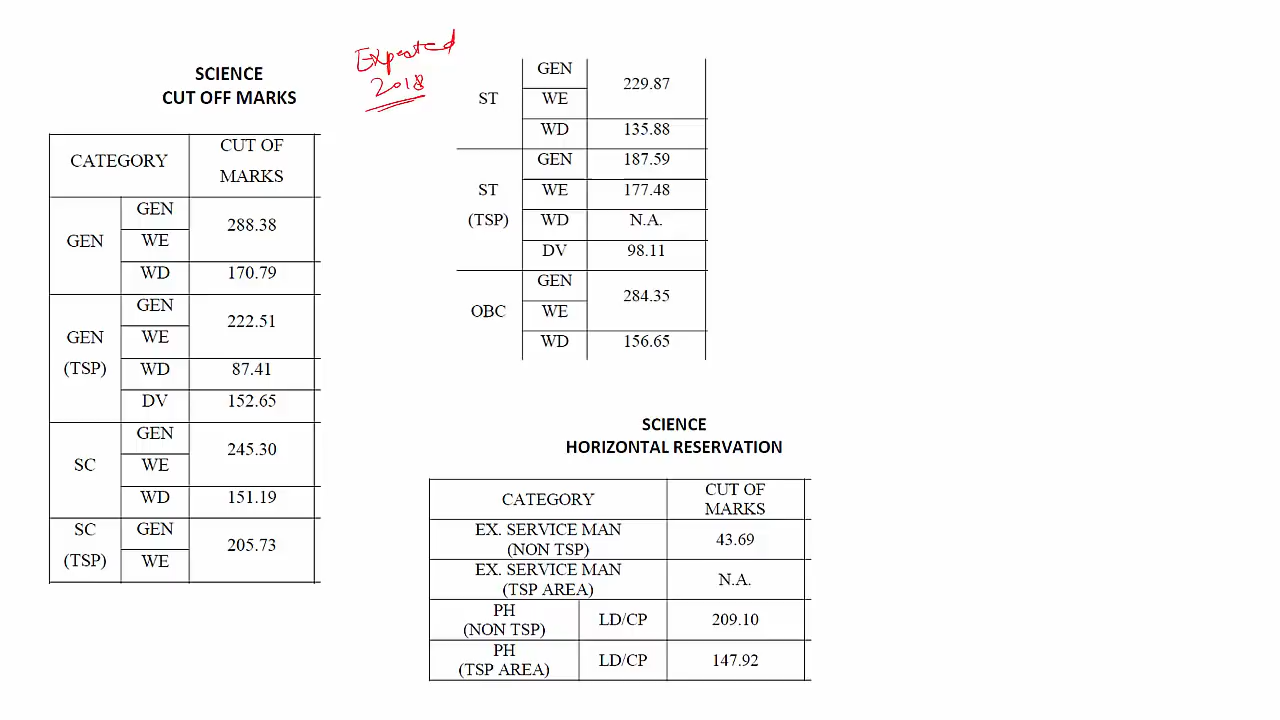 SCIENCE
CUT OFF MARKS
Expected
2018
CATEGORY
CUT OF
MARKS
GEN
GEN
WE
288.38
WD
170.79
GEN
(TSP)
GEN
WE
222.51
WD
87.41
DV
152.65
SC
GEN
WE
245.30
WD
151.19
SC
(TSP)
GEN
WE
205.73
ST
GEN
WE
229.87
WD
135.88
ST
(TSP)
GEN
187.59
WE
177.48
WD
N.A.
DV
98.11
OBC
GEN
WE
284.35
WD
156.65
SCIENCE
HORIZONTAL RESERVATION
CATEGORY
CUT OF
MARKS
EX. SERVICE MAN
(NON TSP)
43.69
EX. SERVICE MAN
(TSP AREA)
N.A.
PH
(NON TSP)
LD/CP
209.10
PH
(TSP AREA)
LD/CP
147.92